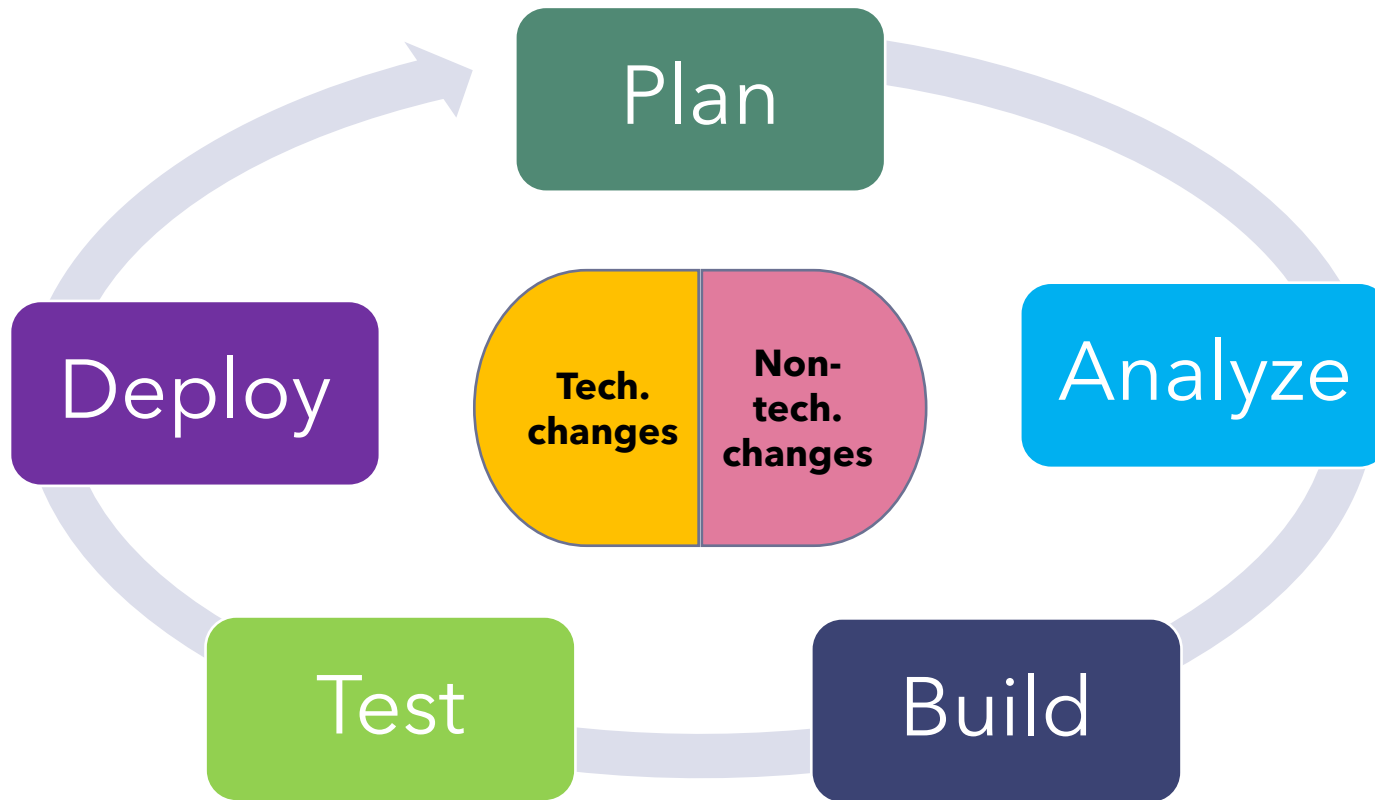 Plan
Analyze
Build
Test
Deploy
Tech.
changes
Non-
tech.
changes